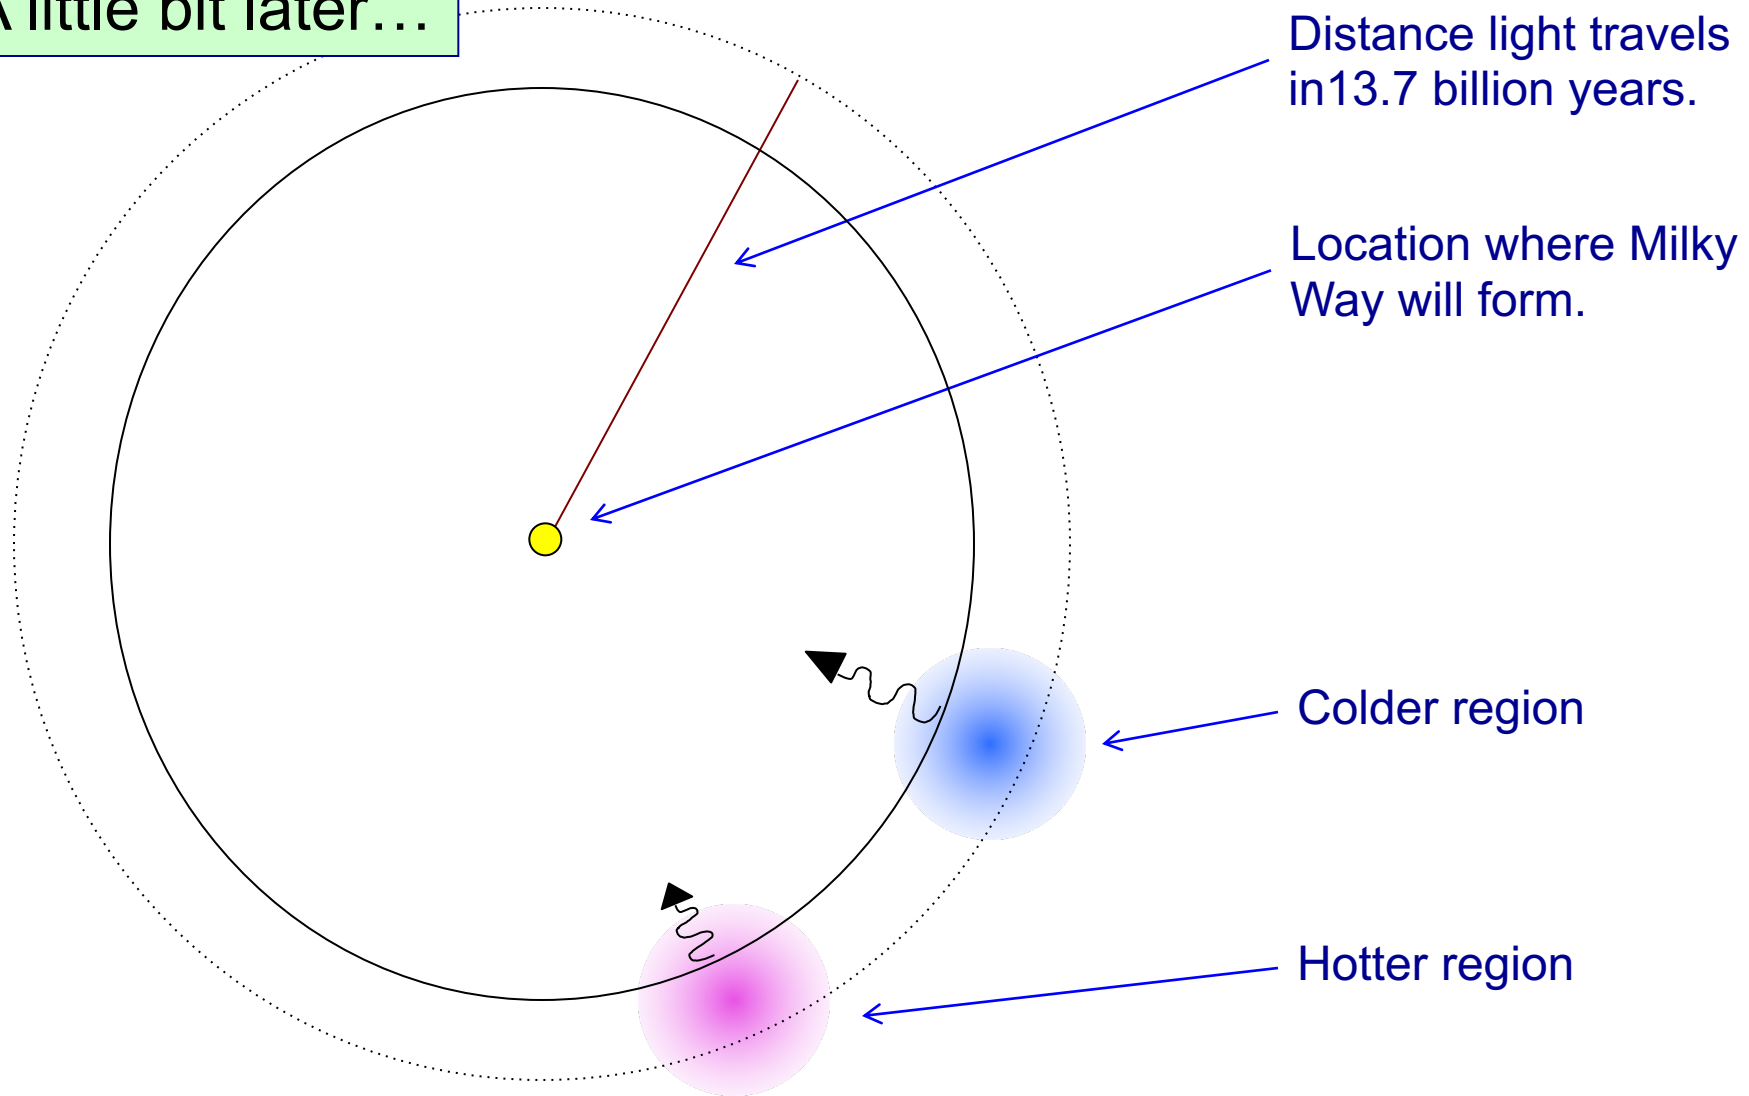 A little bit later…
Distance light travels
in13.7 billion years.
Location where Milky
Way will form.
Colder region
Hotter region